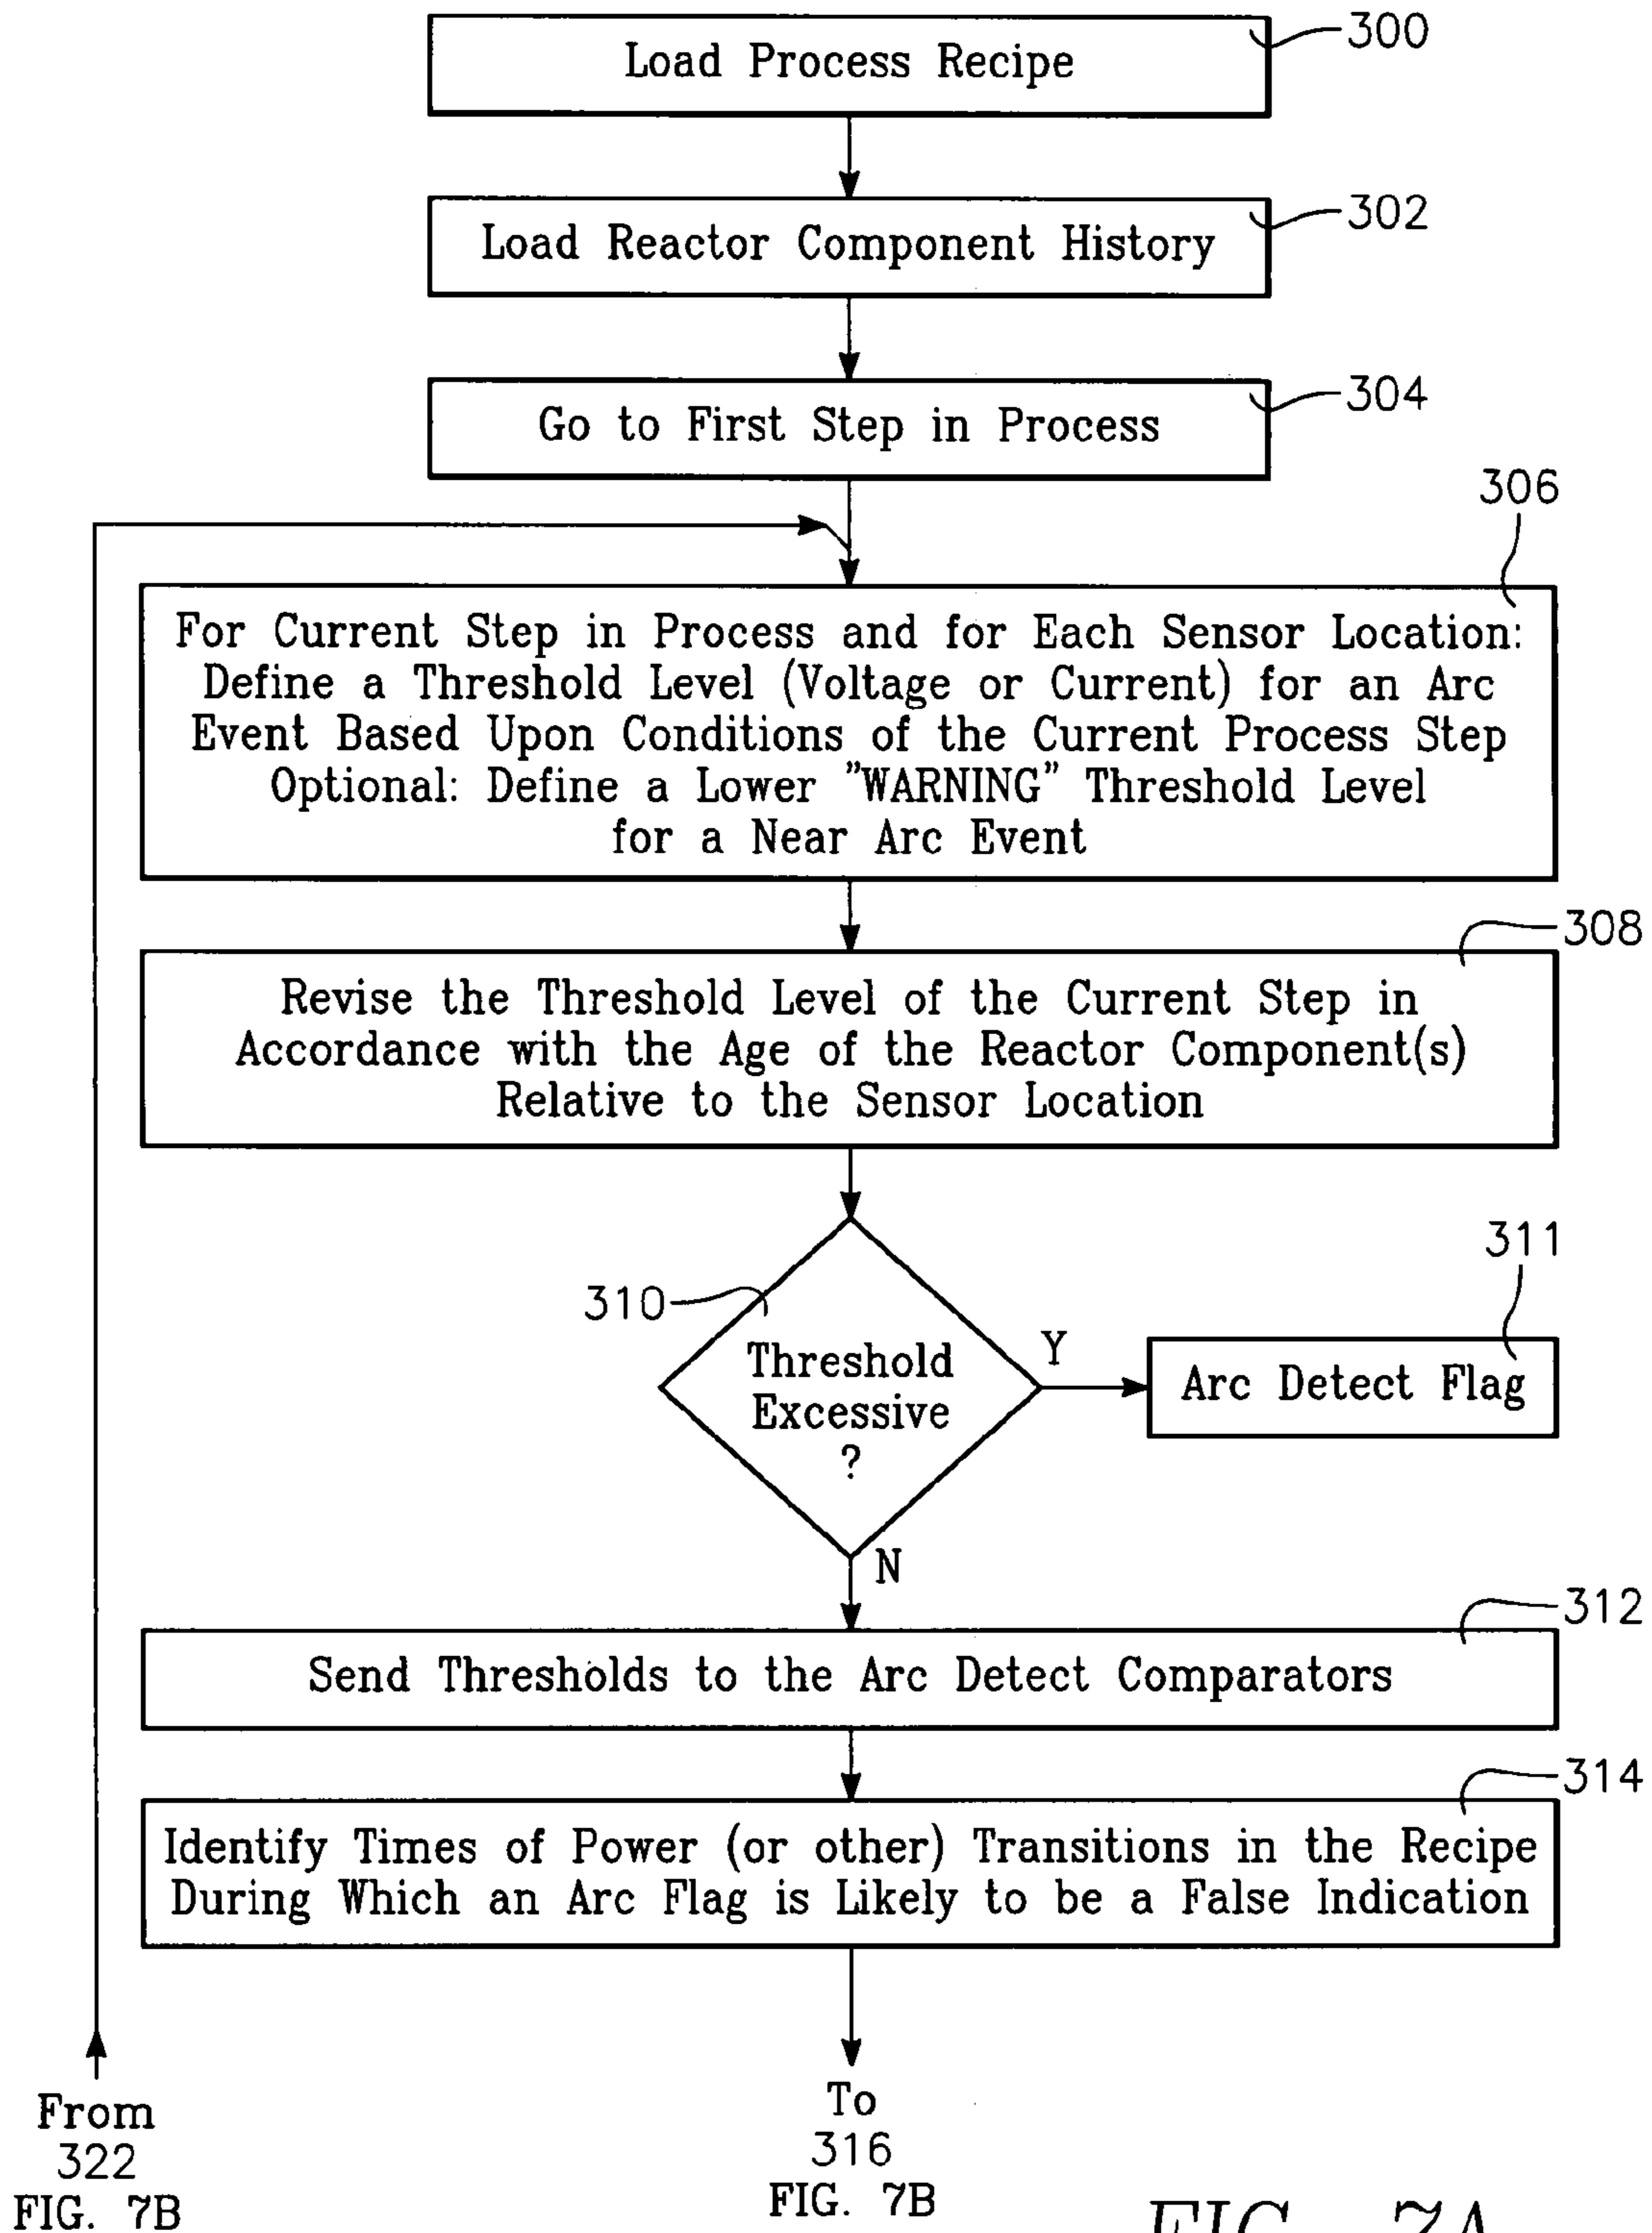 300
Load Process Recipe
302
Load Reactor Component History
304
Go to First Step in Process
306
For Current Step in Process and for Each Sensor Location:
Define a Threshold Level (Voltage or Current) for an Arc
Event Based Upon Conditions of the Current Process Step
Optional: Define a Lower "WARNING" Threshold Level
for a Near Arc Event
308
Revise the Threshold Level of the Current Step in
Accordance with the Age of the Reactor Component(s)
Relative to the Sensor Location
310
Threshold
Excessive
?
Y
311
Arc Detect Flag
N
312
Send Thresholds to the Arc Detect Comparators
314
Identify Times of Power (or other) Transitions in the Recipe
During Which an Arc Flag is Likely to be a False Indication
From
322
FIG. 7B
To
316
FIG. 7B
FIG. 7A